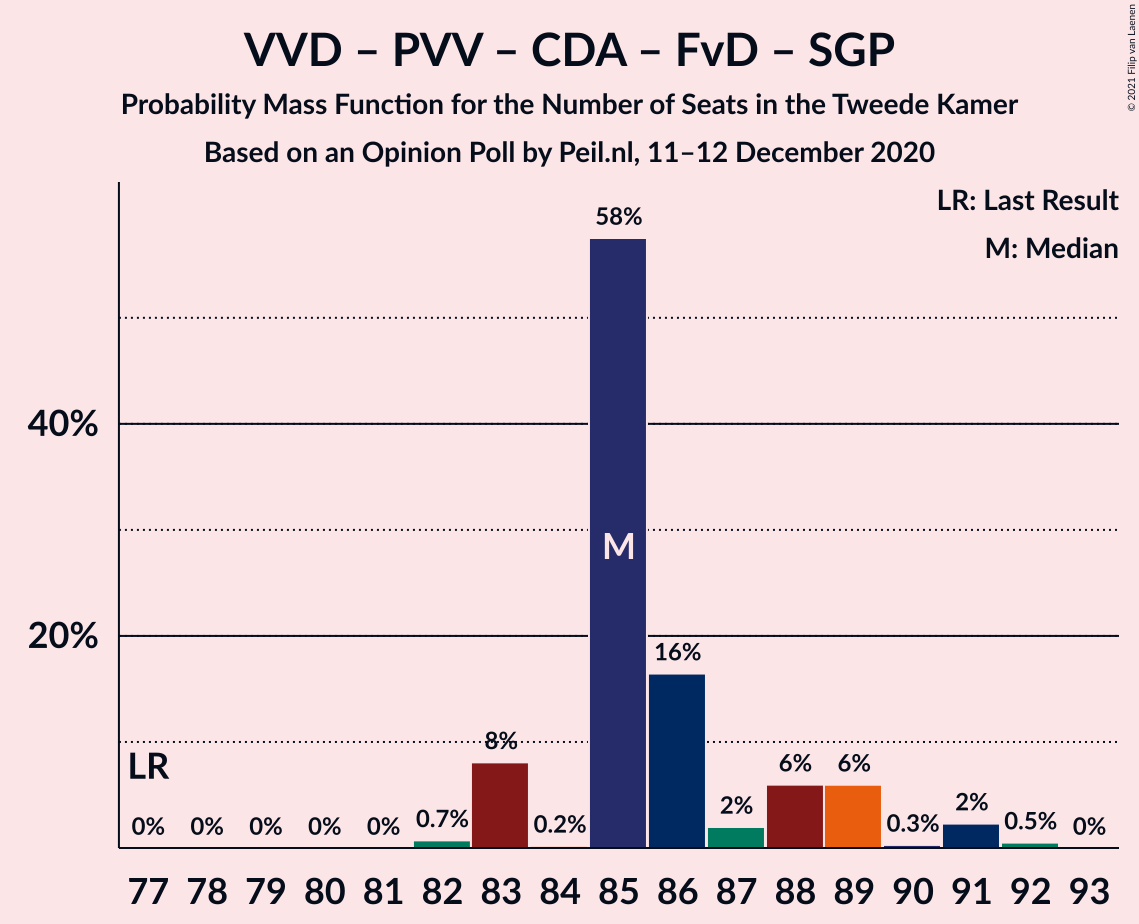 VVD – PVV – CDA – FvD – SGP
Probability Mass Function for the Number of Seats in the Tweede Kamer
Based on an Opinion Poll by Peil.nl, 11–12 December 2020
© 2021 Filip van Laenen
LR: Last Result
M: Median
58%
40%
M
20%
16%
8%
LR
6%
6%
2%
2%
0%
0%
0%
0%
0%
0.7%
0.2%
0.3%
0.5%
0%
77 78 79 80 81 82 83 84 85 86 87 88 89 90 91 92 93